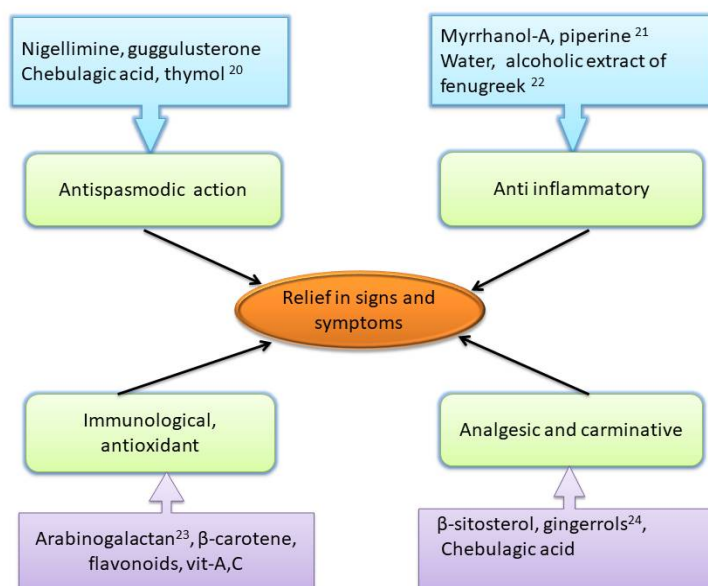 Nigellimine, guggulusterone
Chebulagic acid, thymol 20
Myrrhanol-A, piperine 21
Water, alcoholic extract of
fenugreek 22
Antispasmodic action
Anti inflammatory
Relief in signs and
symptoms
Immunological,
antioxidant
Analgesic and carminative
Arabinogalactan23, β-carotene,
flavonoids, vit-A,C
β-sitosterol, gingerrols24,
Chebulagic acid